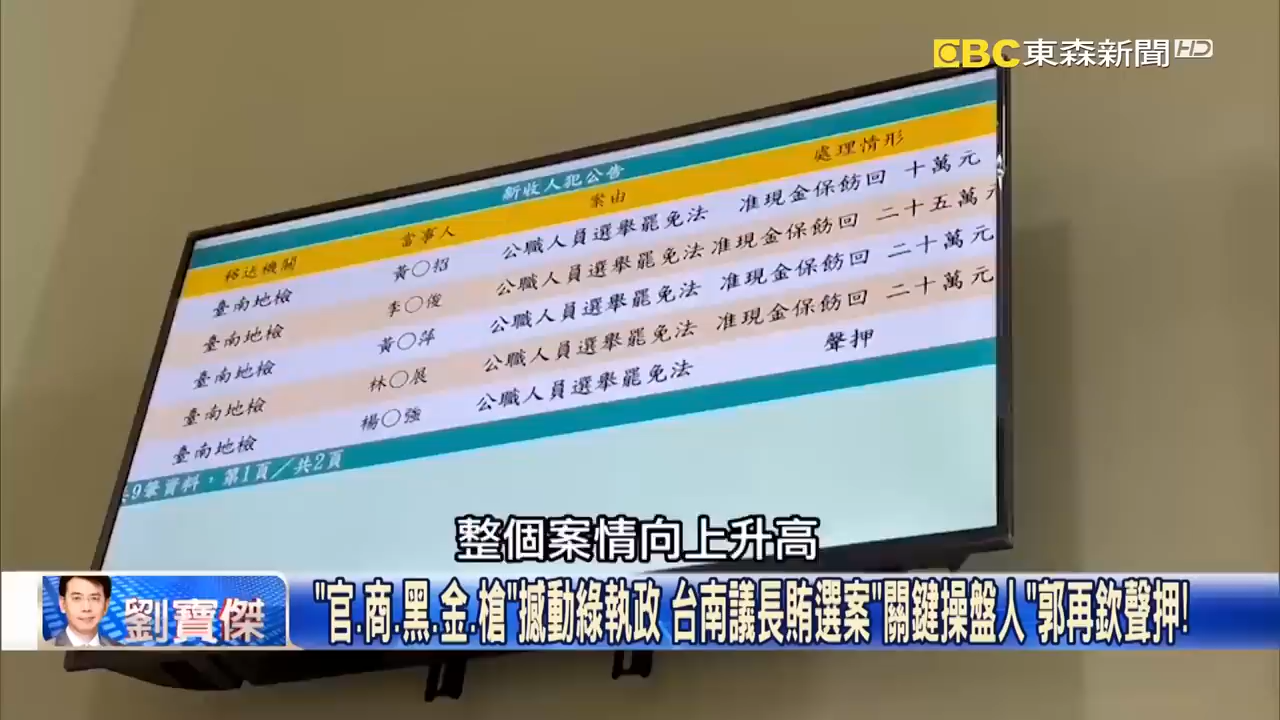 EBC東森新聞HD
新收人犯公告
移送機關 當事人 案由 處理情形
臺南地檢 黃○招 公職人員選舉罷免法 准現金保飭回 十萬元
臺南地檢 李○俊 公職人員選舉罷免法 准現金保飭回 二十五萬元
臺南地檢 黃○萍 公職人員選舉罷免法 准現金保飭回 二十萬元
臺南地檢 林○展 公職人員選舉罷免法 准現金保飭回 二十萬元
臺南地檢 楊○強 公職人員選舉罷免法 聲押
共9筆資料，第1頁／共2頁
整個案情向上升高
劉寶傑
"官.商.黑.金.槍"撼動綠執政 台南議長賄選案"關鍵操盤人"郭再欽聲押!